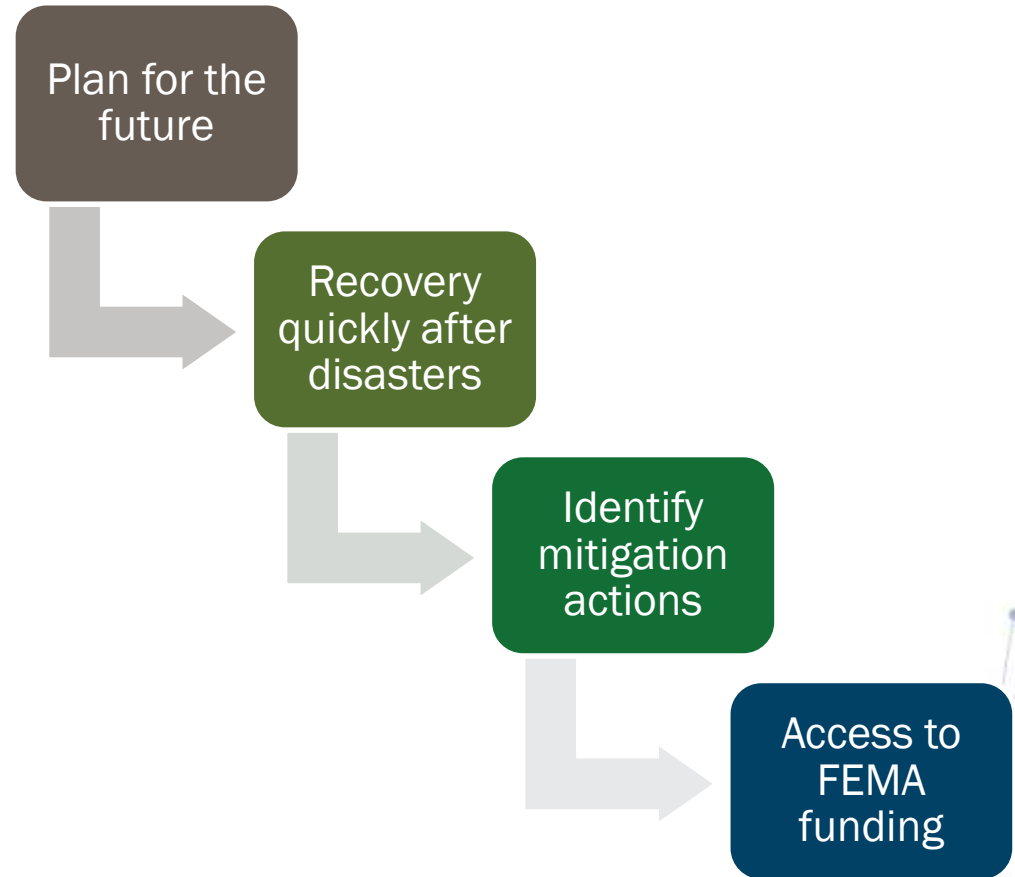 Plan for the
future
Recovery
quickly after
disasters
Identify
mitigation
actions
Access to
FEMA
funding